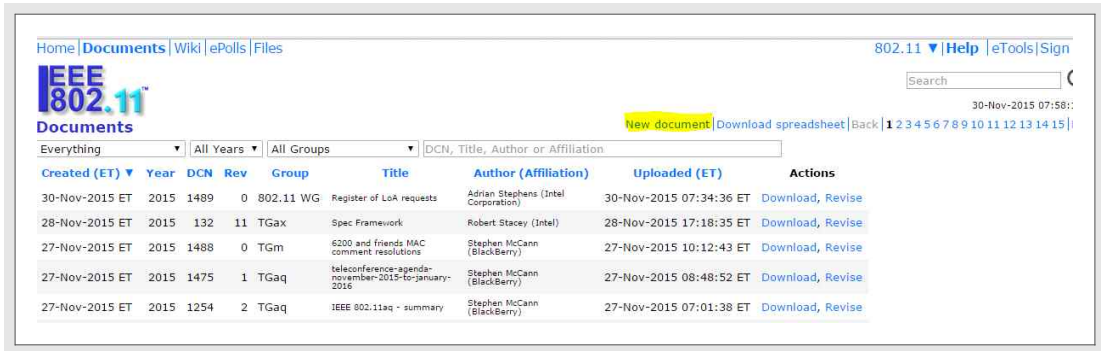 Home|Documents|Wiki|ePolls|Files 802.11 ▼|Help |eTools|Sign
IEEE
802.11™
Search
30-Nov-2015 07:58:
Documents
New document|Download spreadsheet|Back|1 2 3 4 5 6 7 8 9 10 11 12 13 14 15|
Everything ▼ All Years ▼ All Groups ▼ DCN, Title, Author or Affiliation
Created (ET) ▼ Year DCN Rev Group Title Author (Affiliation) Uploaded (ET) Actions
30-Nov-2015 ET 2015 1489 0 802.11 WG Register of LoA requests Adrian Stephens (Intel Corporation) 30-Nov-2015 07:34:36 ET Download, Revise
28-Nov-2015 ET 2015 132 11 TGax Spec Framework Robert Stacey (Intel) 28-Nov-2015 17:18:35 ET Download, Revise
27-Nov-2015 ET 2015 1488 0 TGm 6200 and friends MAC comment resolutions Stephen McCann (BlackBerry) 27-Nov-2015 10:12:43 ET Download, Revise
27-Nov-2015 ET 2015 1475 1 TGaq teleconference-agenda-november-2015-to-january-2016 Stephen McCann (BlackBerry) 27-Nov-2015 08:48:52 ET Download, Revise
27-Nov-2015 ET 2015 1254 2 TGaq IEEE 802.11aq - summary Stephen McCann (BlackBerry) 27-Nov-2015 07:01:38 ET Download, Revise